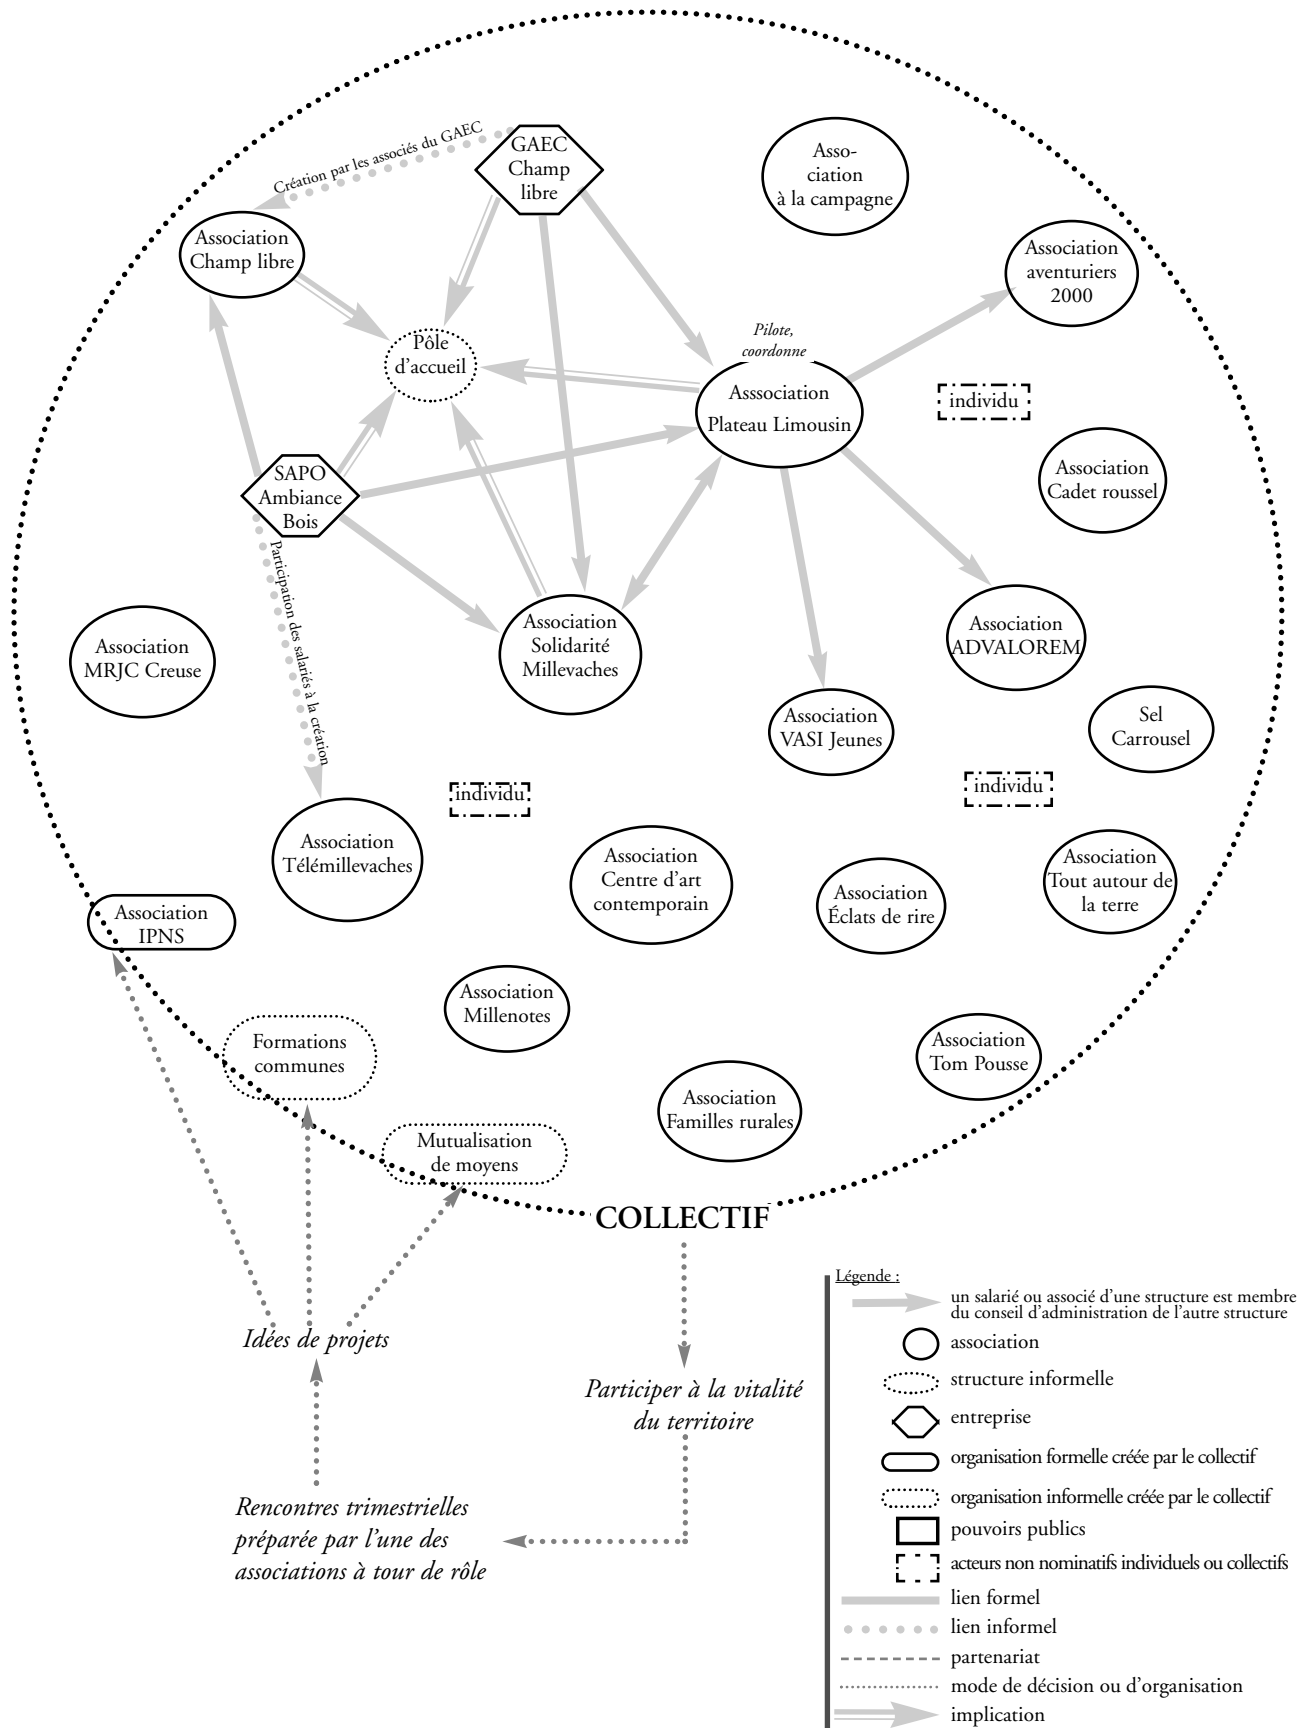 Création par les associés du GAEC
GAEC
Champ
libre
Asso-
ciation
à la campagne
Association
Champ libre
Association
aventuriers
2000
Pôle
d'accueil
Pilote,
coordonne
Asssociation
Plateau Limousin
individu
Association
Cadet roussel
SAPO
Ambiance
Bois
Participation des salariés à la création
Association
MRJC Creuse
Association
Solidarité
Millevaches
Association
ADVALOREM
Association
VASI Jeunes
Sel
Carrousel
individu
individu
Association
Télémillevaches
Association
Centre d'art
contemporain
Association
Éclats de rire
Association
Tout autour de
la terre
Association
IPNS
Association
Millenotes
Formations
communes
Association
Tom Pousse
Association
Familles rurales
Mutualisation
de moyens
COLLECTIF
Idées de projets
Participer à la vitalité
du territoire
Rencontres trimestrielles
préparée par l'une des
associations à tour de rôle
Légende :
un salarié ou associé d'une structure est membre
du conseil d'administration de l'autre structure
association
structure informelle
entreprise
organisation formelle créée par le collectif
organisation informelle créée par le collectif
pouvoirs publics
acteurs non nominatifs individuels ou collectifs
lien formel
lien informel
partenariat
mode de décision ou d'organisation
implication